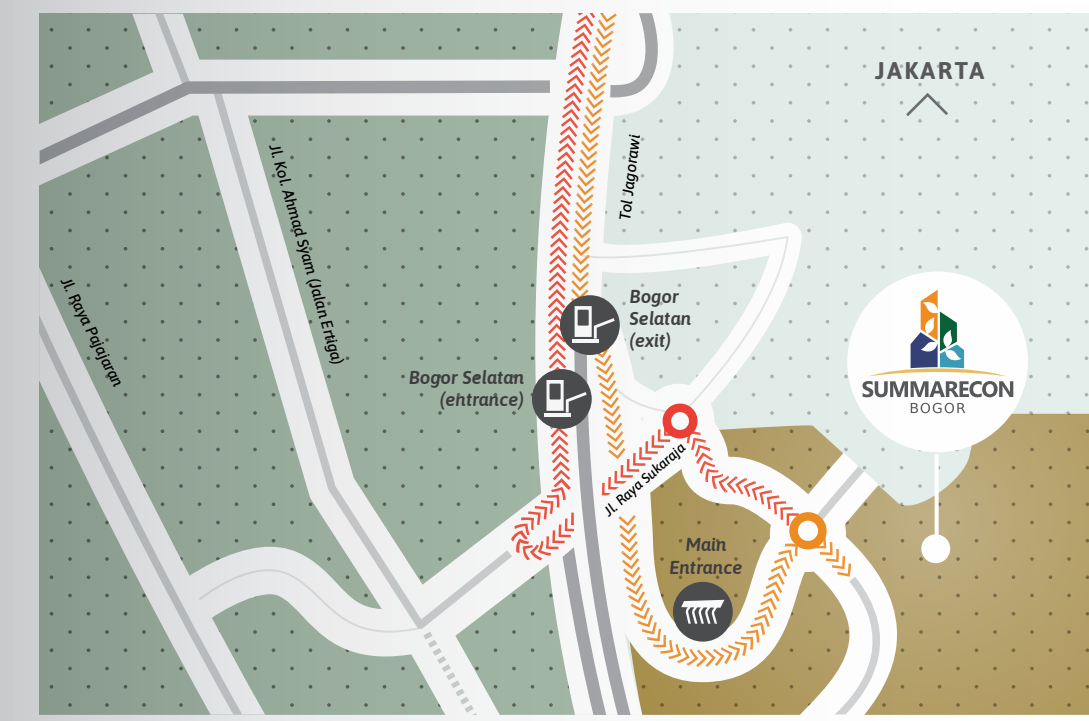 JAKARTA
Jl. Kol. Ahmad Syam (Jalan Ertiga)
Tol Jagorawi
Jl. Raya Pajajaran
Bogor
Selatan
(exit)
Bogor Selatan
(ehtrance)
SUMMARECON
BOGOR
Jl. Raya Sukaraja
Main
Entrance